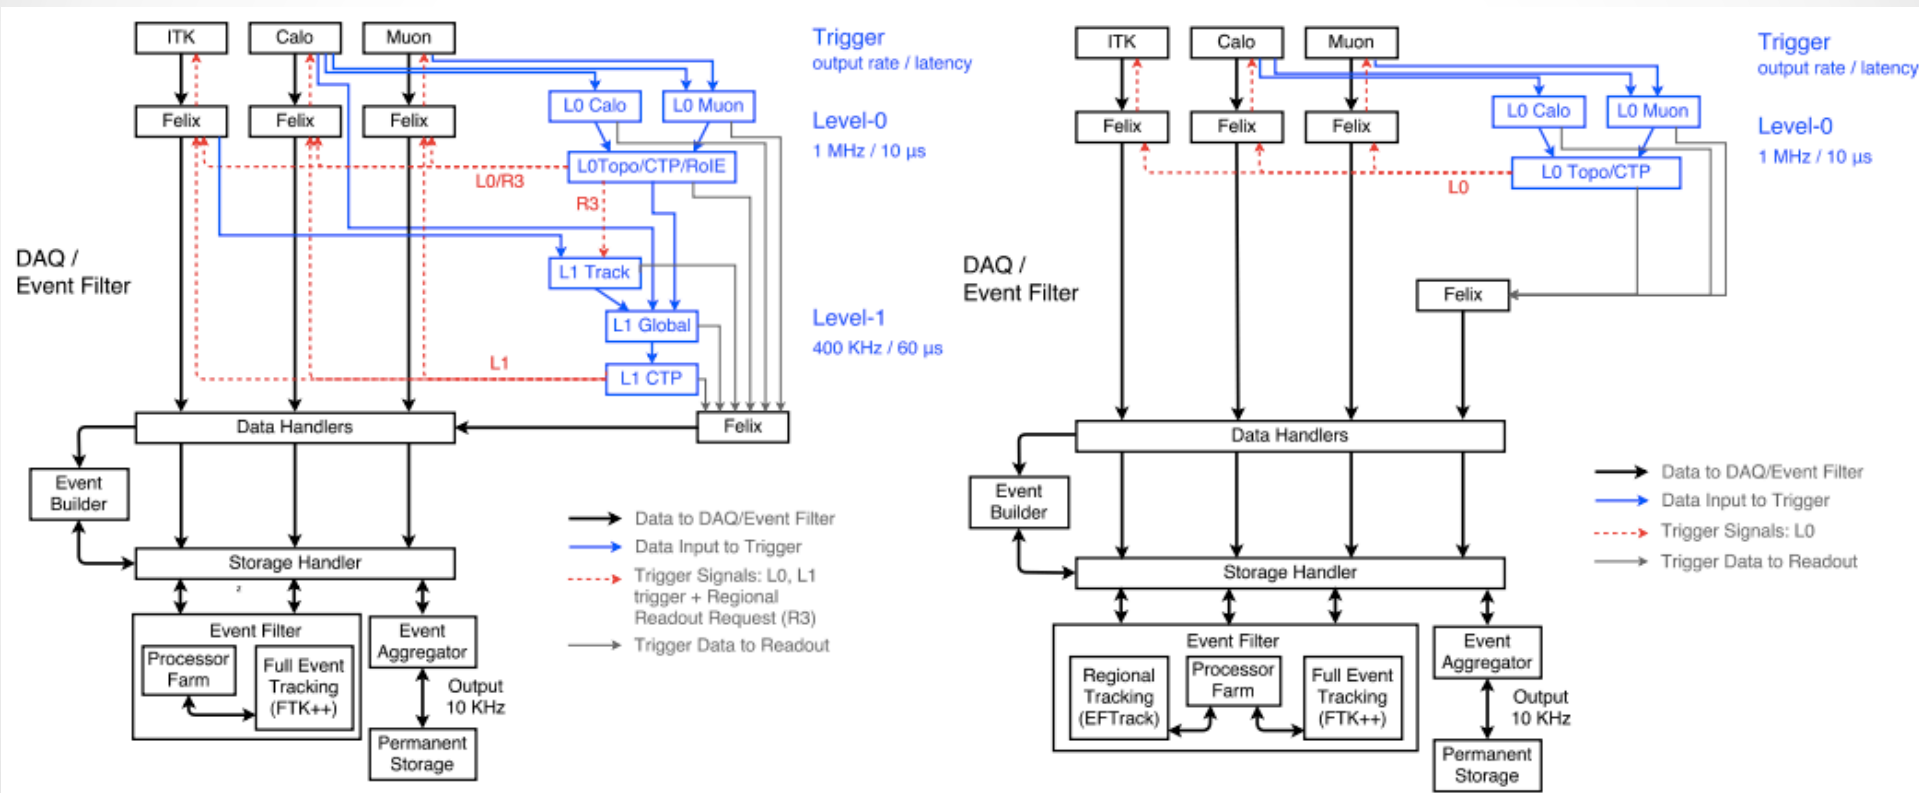 ITK
Calo
Muon
Trigger
output rate / latency
Felix
Felix
Felix
L0 Calo
L0 Muon
Level-0
1 MHz / 10 µs
L0Topo/CTP/RoIE
L0/R3
R3
DAQ /
Event Filter
L1 Track
L1 Global
Level-1
400 KHz / 60 µs
L1
L1 CTP
Data Handlers
Felix
Event
Builder
Storage Handler
z
Event Filter
Processor
Farm
Full Event
Tracking
(FTK++)
Event
Aggregator
Output
10 KHz
Permanent
Storage
Data to DAQ/Event Filter
Data Input to Trigger
Trigger Signals: L0, L1
trigger + Regional
Readout Request (R3)
Trigger Data to Readout
ITK
Calo
Muon
Trigger
output rate / latency
Felix
Felix
Felix
L0 Calo
L0 Muon
Level-0
1 MHz / 10 µs
L0 Topo/CTP
L0
DAQ /
Event Filter
Felix
Data Handlers
Event
Builder
Storage Handler
Event Filter
Regional
Tracking
(EFTrack)
Processor
Farm
Full Event
Tracking
(FTK++)
Event
Aggregator
Output
10 KHz
Permanent
Storage
Data to DAQ/Event Filter
Data Input to Trigger
Trigger Signals: L0
Trigger Data to Readout